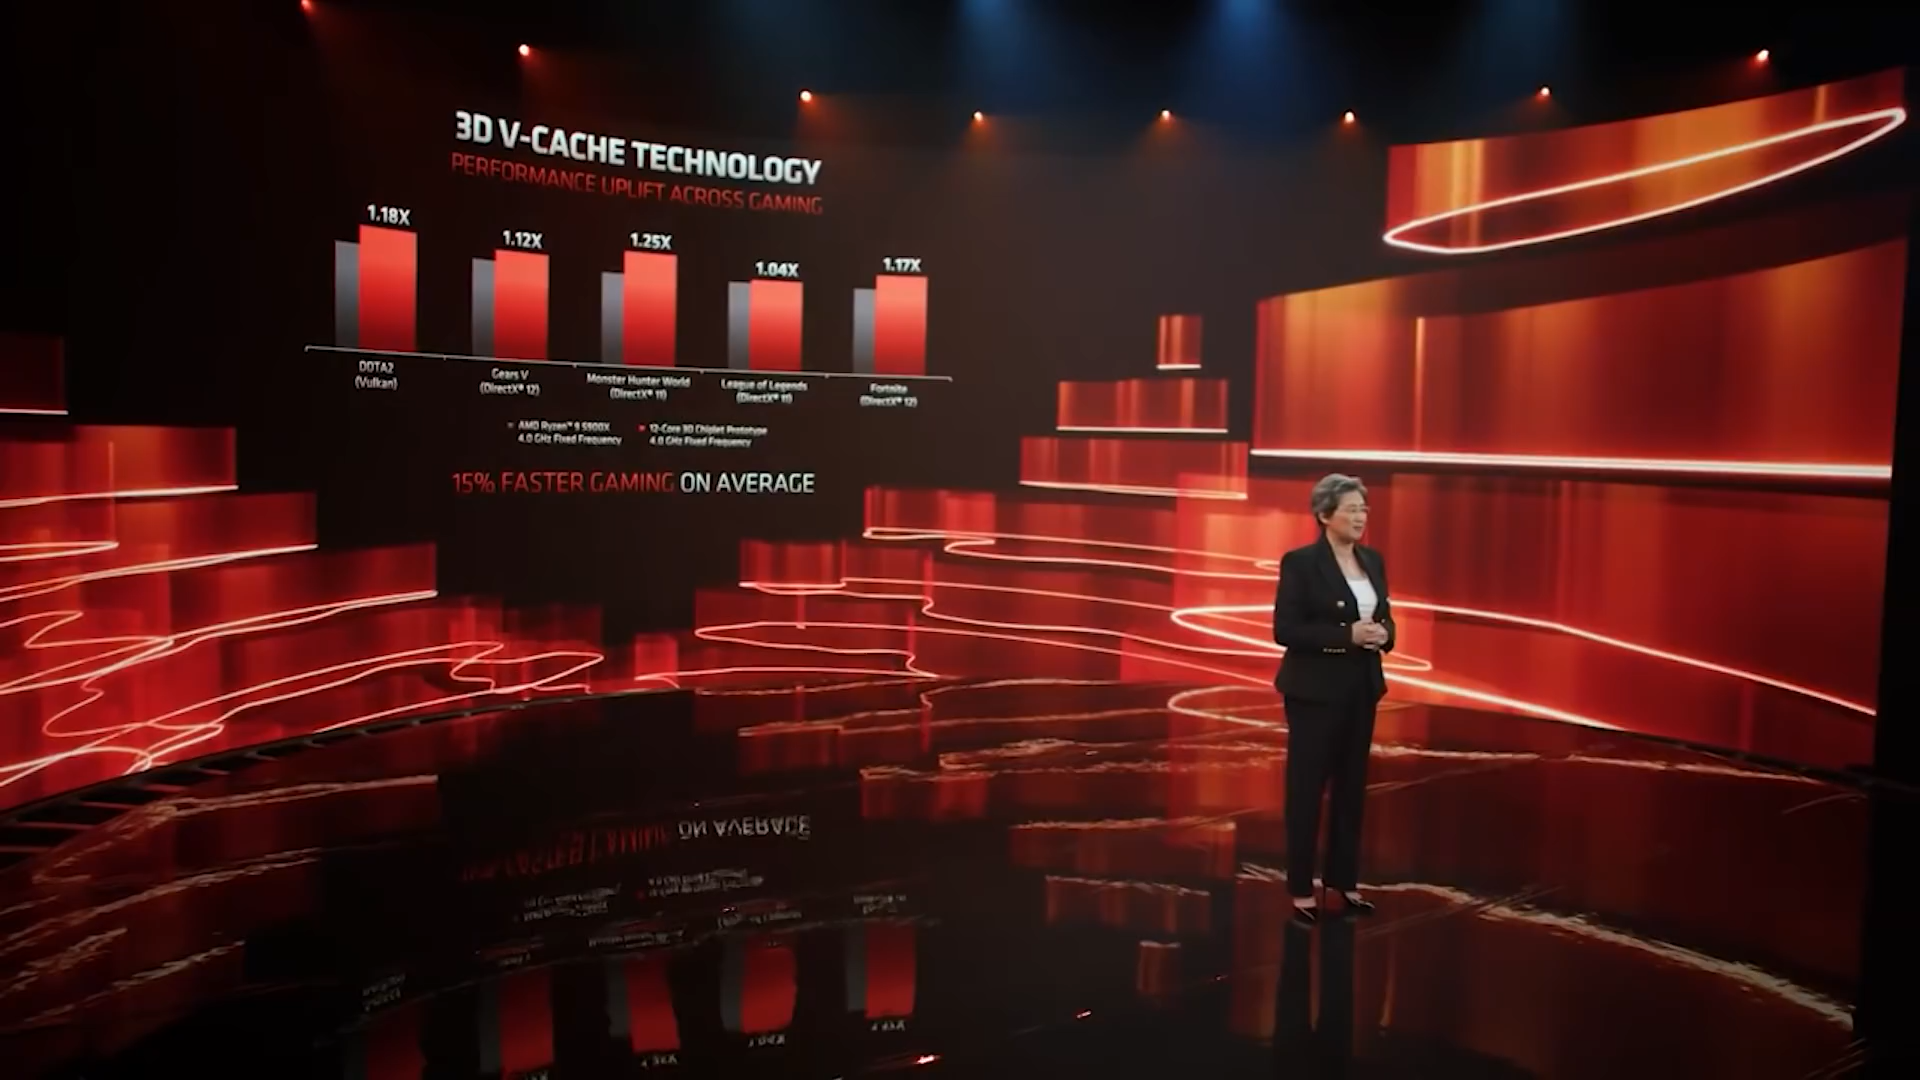 3D V-CACHE TECHNOLOGY
PERFORMANCE UPLIFT ACROSS GAMING
1.18X
1.12X
1.25X
1.04X
1.17X
DOTA2
(Vulkan)
Gears V
(DirectX® 12)
Monster Hunter World
(DirectX® 11)
League of Legends
(DirectX® 11)
Fortnite
(DirectX® 12)
AMD Ryzen™ 9 5900X
4.0 GHz Fixed Frequency
12-Core 3D Chiplet Prototype
4.0 GHz Fixed Frequency
15% FASTER GAMING ON AVERAGE